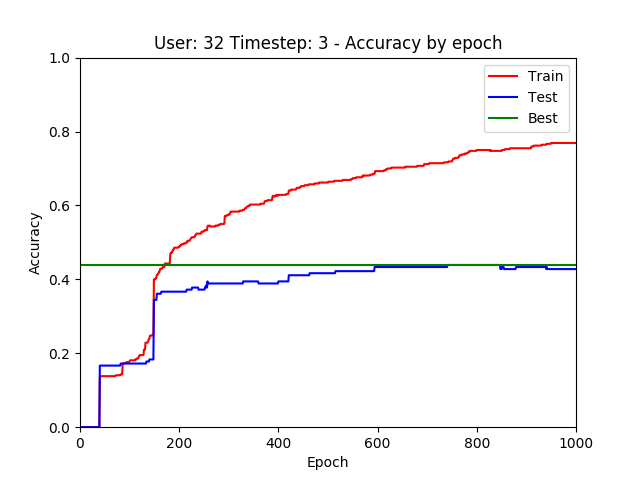 User: 32 Timestep: 3 - Accuracy by epoch
Train
Test
Best
Accuracy
1.0
0.8
0.6
0.4
0.2
0.0
0 200 400 600 800 1000
Epoch